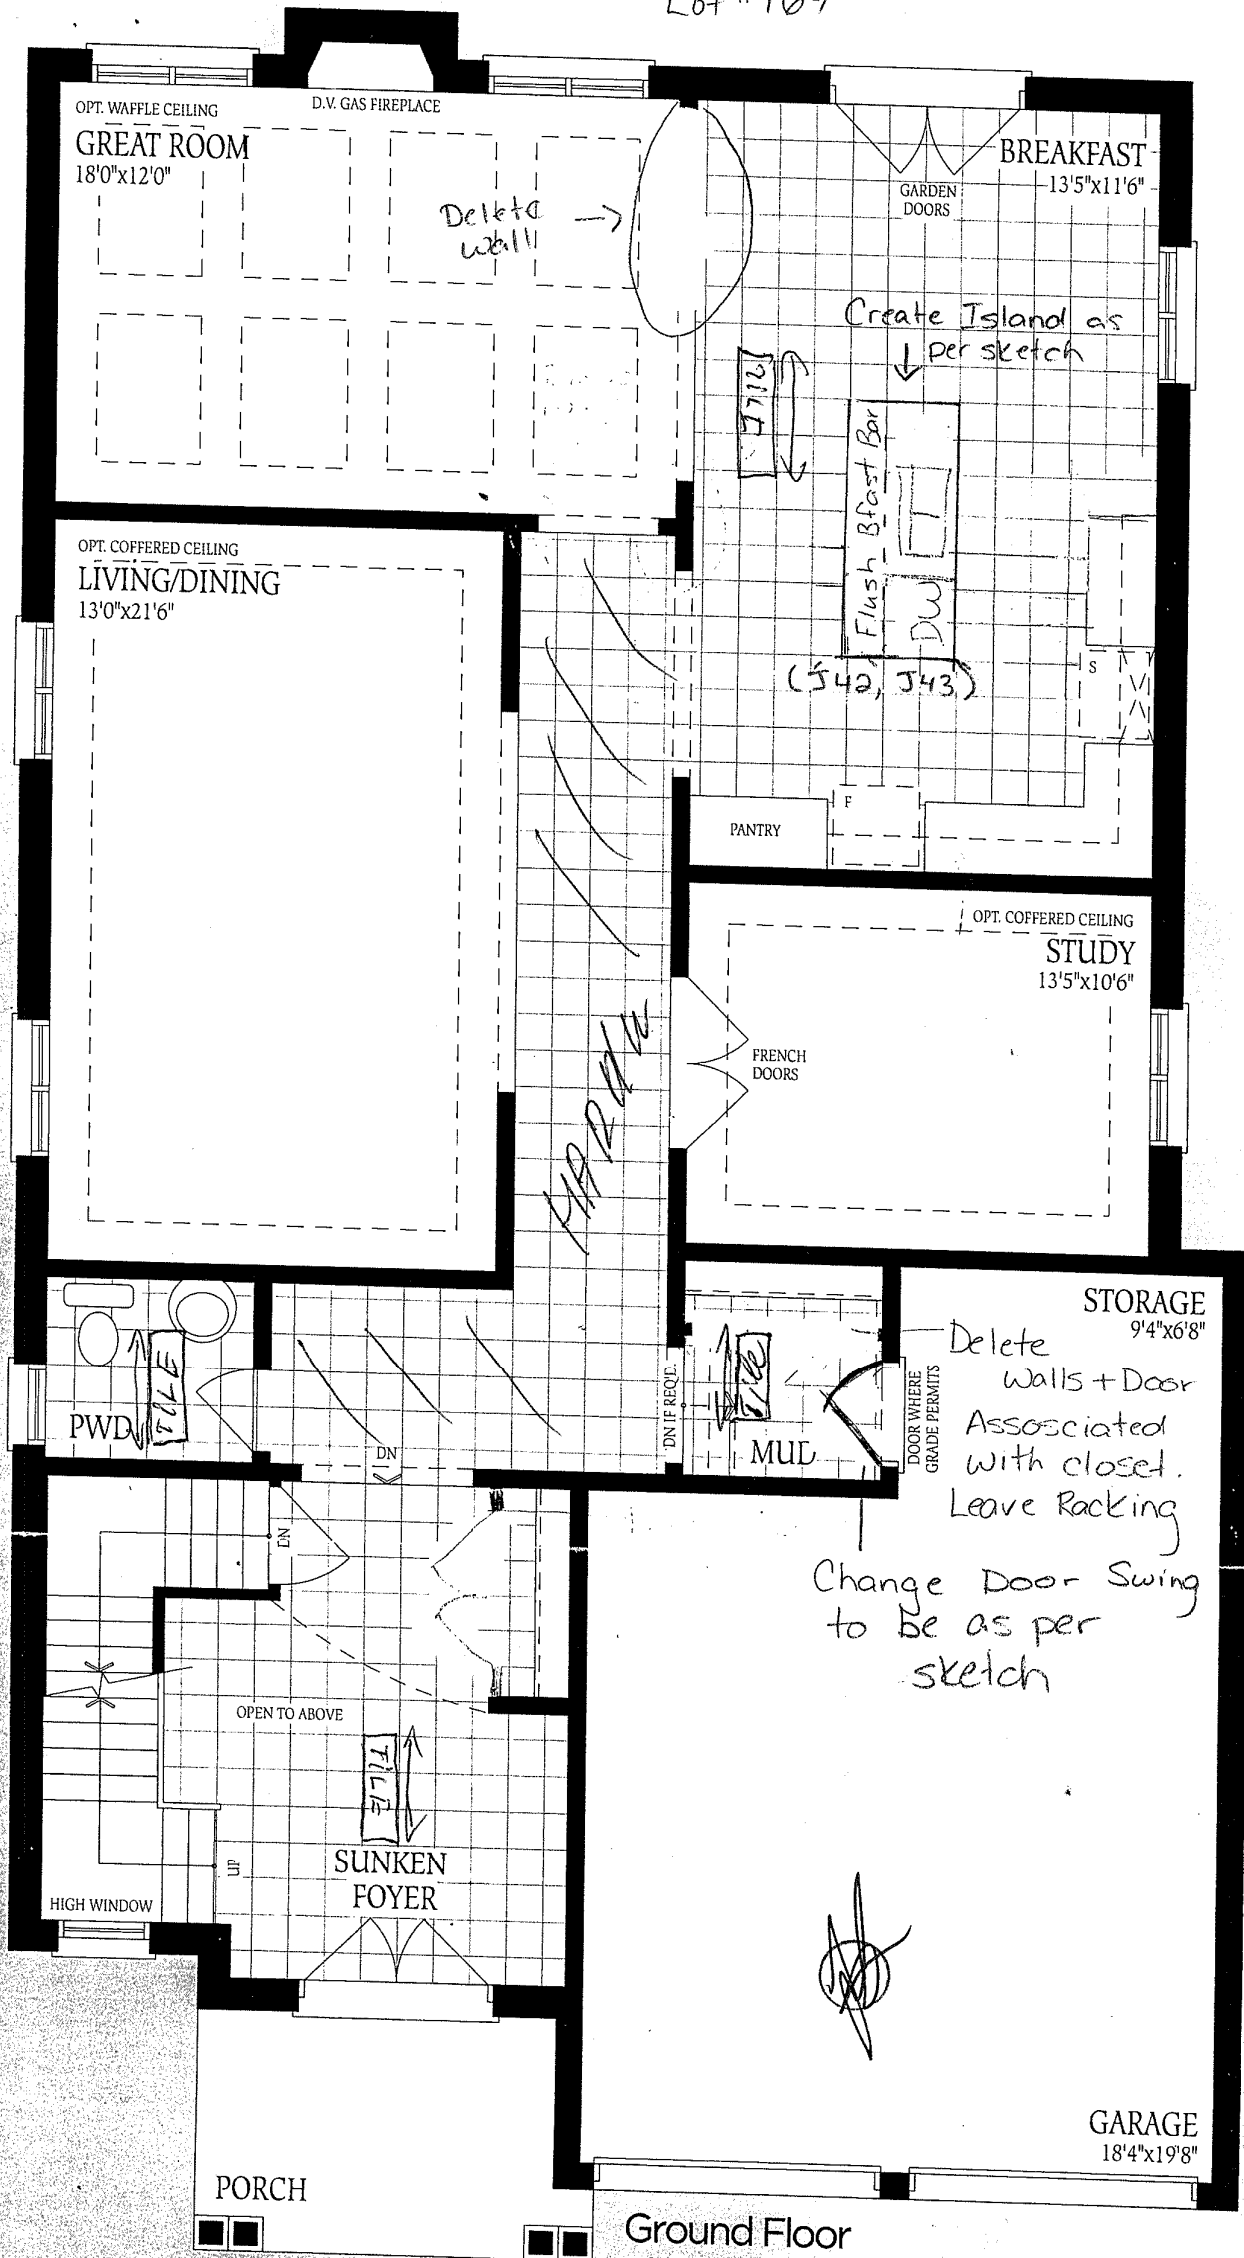 Lot # 169
OPT. WAFFLE CEILING
GREAT ROOM
18'0"x12'0"
D.V. GAS FIREPLACE
Delete
wall
BREAKFAST
13'5"x11'6"
GARDEN
DOORS
Create Island as
per sketch
TILE
Flush Bfast Bar
DW
(J42, J43)
S
F
PANTRY
OPT. COFFERED CEILING
LIVING/DINING
13'0"x21'6"
OPT. COFFERED CEILING
STUDY
13'5"x10'6"
FRENCH
DOORS
PWD
TILE
DN
DN IF REQ'D.
Tile
MUD
DOOR WHERE
GRADE PERMITS
STORAGE
9'4"x6'8"
Delete
Walls + Door
Assosciated
with closet.
Leave Racking
Change Door Swing
to be as per
sketch
DN
OPEN TO ABOVE
TILE
UP
SUNKEN
FOYER
HIGH WINDOW
GARAGE
18'4"x19'8"
PORCH
Ground Floor